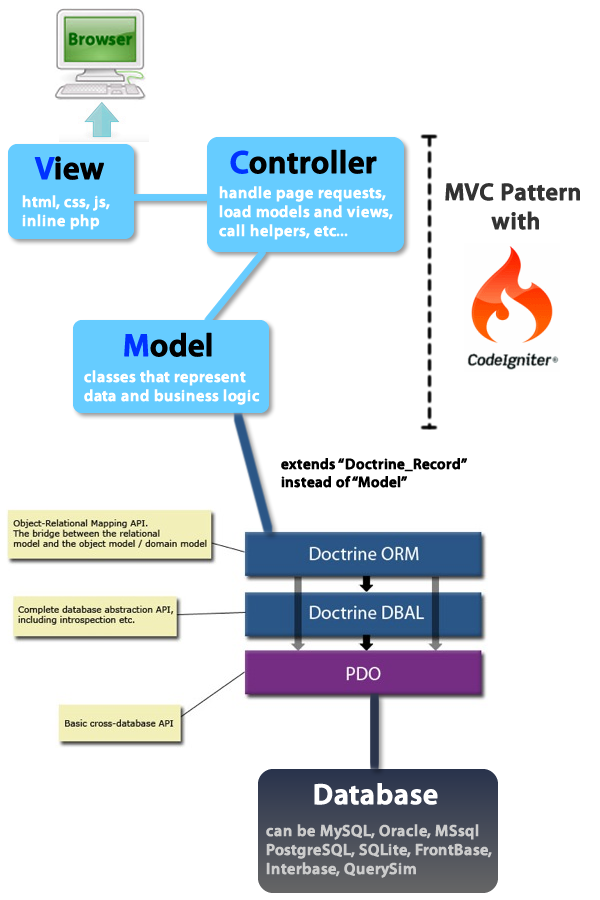 Browser
View
html, css, js,
inline php
Controller
handle page requests,
load models and views,
call helpers, etc...
MVC Pattern
with
CodeIgniter®
Model
classes that represent
data and business logic
extends “Doctrine_Record”
instead of “Model”
Object-Relational Mapping API.
The bridge between the relational
model and the object model / domain model
Doctrine ORM
Complete database abstraction API,
including introspection etc.
Doctrine DBAL
PDO
Basic cross-database API
Database
can be MySQL, Oracle, MSsql
PostgreSQL, SQLite, FrontBase,
Interbase, QuerySim